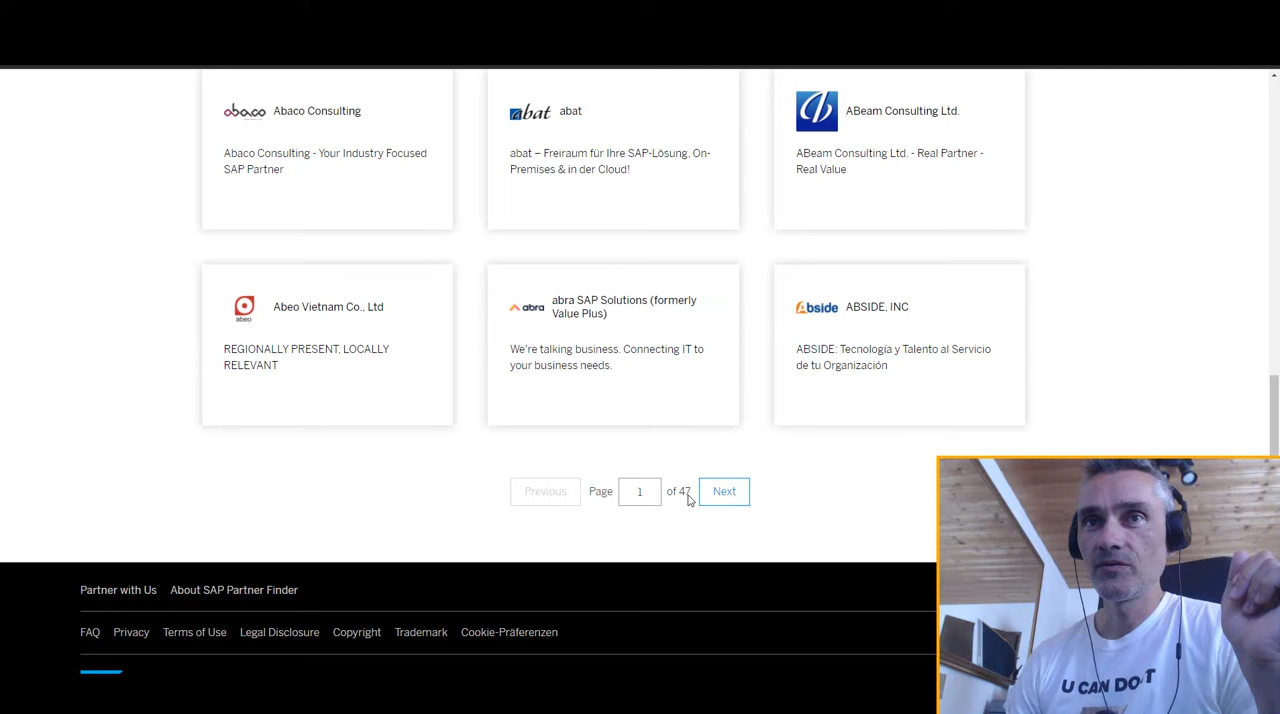 abaco
Abaco Consulting
Abaco Consulting - Your Industry Focused
SAP Partner
abat
abat
abat – Freiraum für Ihre SAP-Lösung, On-
Premises & in der Cloud!
ABeam Consulting Ltd.
ABeam Consulting Ltd. - Real Partner -
Real Value
abeo
Abeo Vietnam Co., Ltd
REGIONALLY PRESENT, LOCALLY
RELEVANT
abra
abra SAP Solutions (formerly
Value Plus)
We're talking business. Connecting IT to
your business needs.
Abside
ABSIDE, INC
ABSIDE: Tecnología y Talento al Servicio
de tu Organización
Previous Page 1 of 47 Next
Partner with Us About SAP Partner Finder
FAQ Privacy Terms of Use Legal Disclosure Copyright Trademark Cookie-Präferenzen
U CAN DO IT